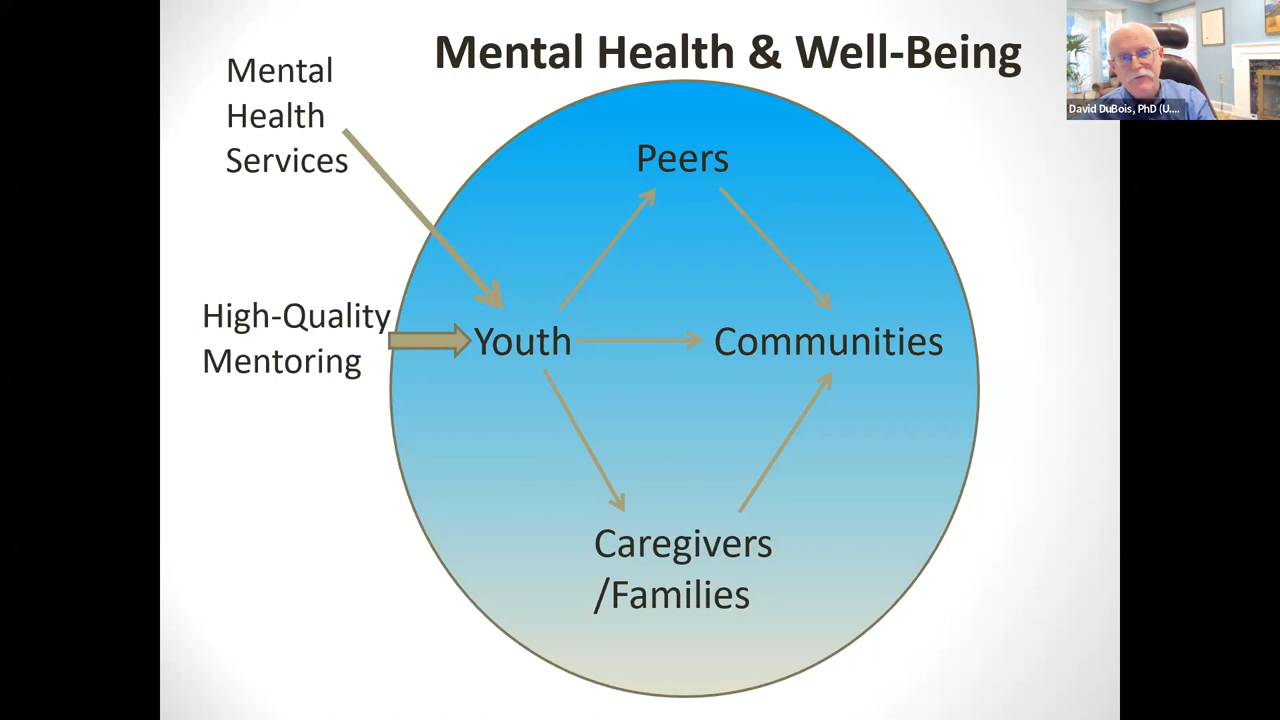 Mental Health & Well-Being
Mental
Health
Services
Peers
High-Quality
Mentoring
Youth
Communities
Caregivers
/Families
David DuBois, PhD (U....